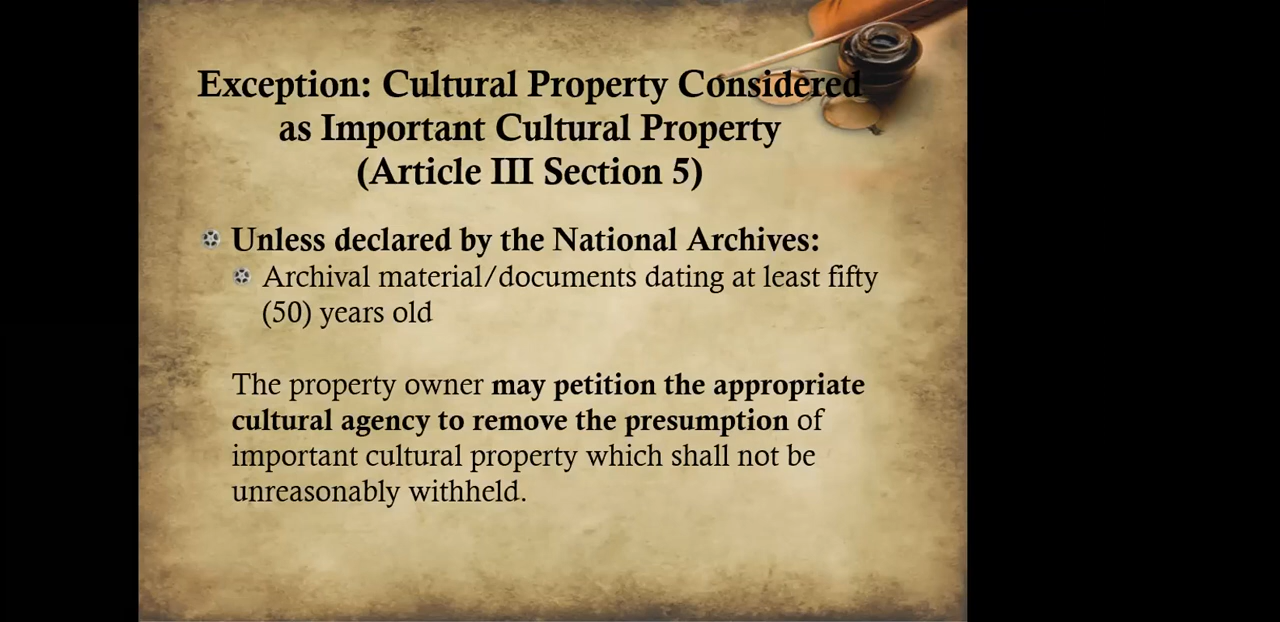 Exception: Cultural Property Considered
as Important Cultural Property
(Article III Section 5)
Unless declared by the National Archives:
Archival material/documents dating at least fifty
(50) years old
The property owner may petition the appropriate
cultural agency to remove the presumption of
important cultural property which shall not be
unreasonably withheld.